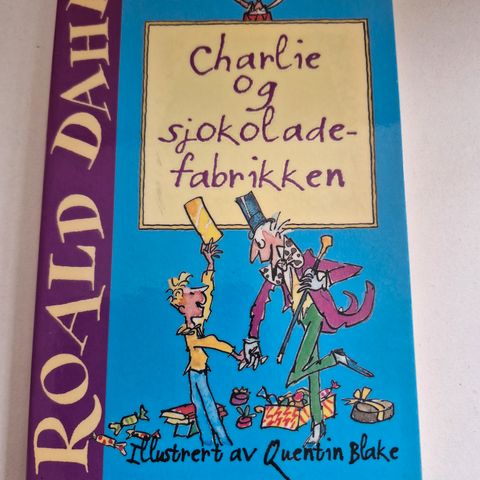 ROALD DAHL
Charlie
og
sjokolade-
fabrikken
Illustrert av Quentin Blake